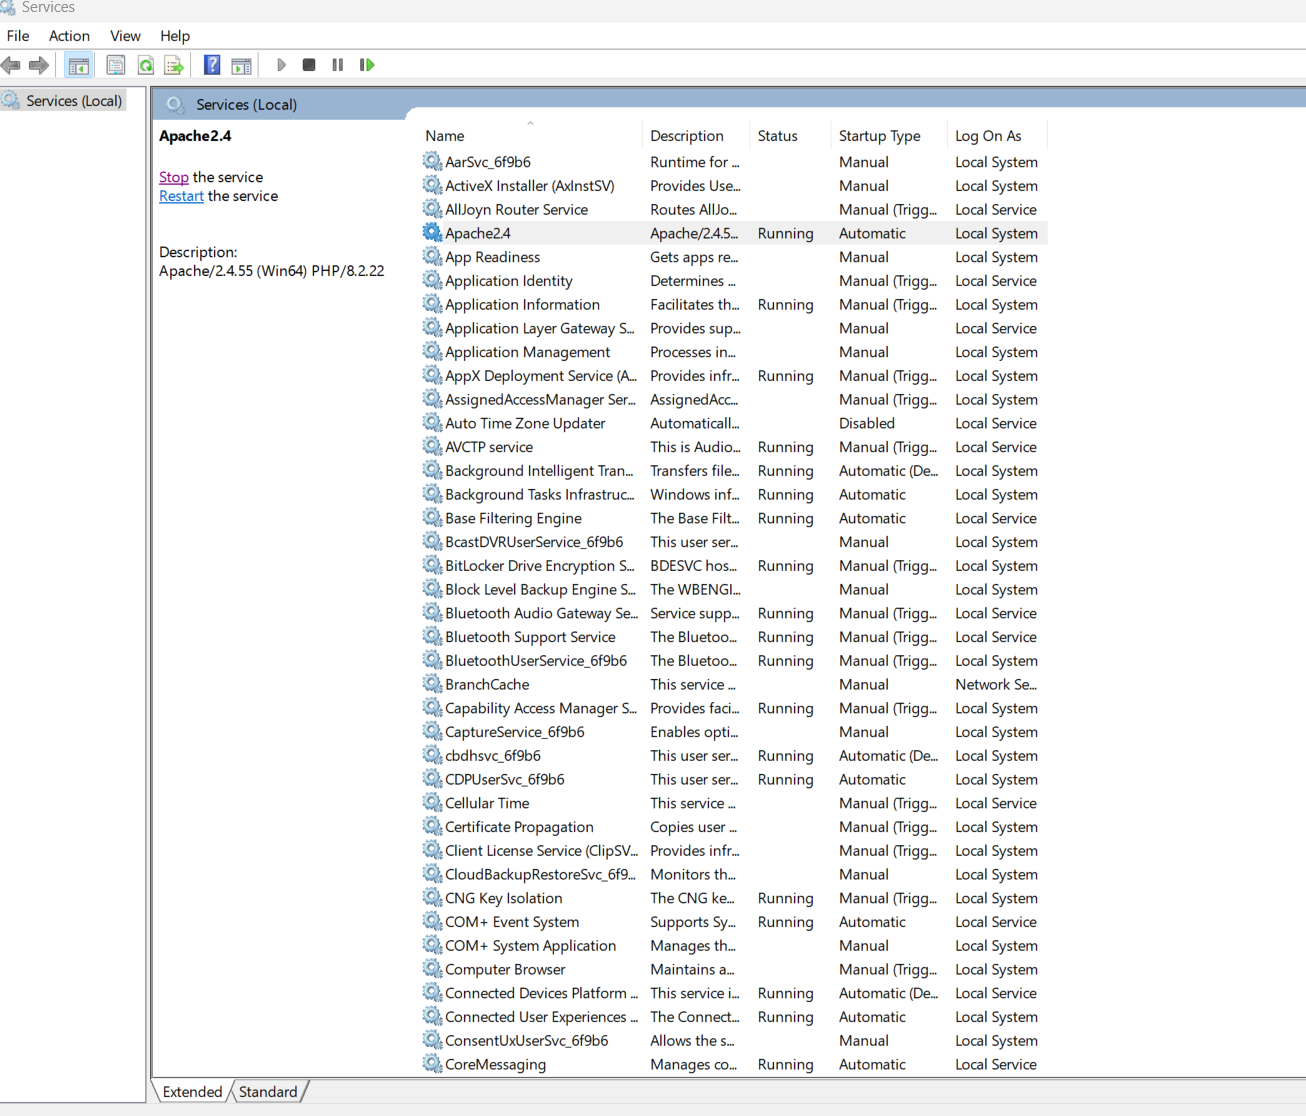 Services
File Action View Help
Services (Local)
Services (Local)
Apache2.4
Stop the service
Restart the service
Description:
Apache/2.4.55 (Win64) PHP/8.2.22
Name Description Status Startup Type Log On As
AarSvc_6f9b6 Runtime for ... Manual Local System
ActiveX Installer (AxInstSV) Provides Use... Manual Local System
AllJoyn Router Service Routes AllJo... Manual (Trigg... Local Service
Apache2.4 Apache/2.4.5... Running Automatic Local System
App Readiness Gets apps re... Manual Local System
Application Identity Determines ... Manual (Trigg... Local Service
Application Information Facilitates th... Running Manual (Trigg... Local System
Application Layer Gateway S... Provides sup... Manual Local Service
Application Management Processes in... Manual Local System
AppX Deployment Service (A... Provides infr... Running Manual (Trigg... Local System
AssignedAccessManager Ser... AssignedAcc... Manual (Trigg... Local System
Auto Time Zone Updater Automaticall... Disabled Local Service
AVCTP service This is Audio... Running Manual (Trigg... Local Service
Background Intelligent Tran... Transfers file... Running Automatic (De... Local System
Background Tasks Infrastruc... Windows inf... Running Automatic Local System
Base Filtering Engine The Base Filt... Running Automatic Local Service
BcastDVRUserService_6f9b6 This user ser... Manual Local System
BitLocker Drive Encryption S... BDESVC hos... Running Manual (Trigg... Local System
Block Level Backup Engine S... The WBENGI... Manual Local System
Bluetooth Audio Gateway Se... Service supp... Running Manual (Trigg... Local Service
Bluetooth Support Service The Bluetoo... Running Manual (Trigg... Local Service
BluetoothUserService_6f9b6 The Bluetoo... Running Manual (Trigg... Local System
BranchCache This service ... Manual Network Se...
Capability Access Manager S... Provides faci... Running Manual (Trigg... Local System
CaptureService_6f9b6 Enables opti... Manual Local System
cbdhsvc_6f9b6 This user ser... Running Automatic (De... Local System
CDPUserSvc_6f9b6 This user ser... Running Automatic Local System
Cellular Time This service ... Manual (Trigg... Local Service
Certificate Propagation Copies user ... Manual (Trigg... Local System
Client License Service (ClipSV... Provides infr... Manual (Trigg... Local System
CloudBackupRestoreSvc_6f9... Monitors th... Manual Local System
CNG Key Isolation The CNG ke... Running Manual (Trigg... Local System
COM+ Event System Supports Sy... Running Automatic Local Service
COM+ System Application Manages th... Manual Local System
Computer Browser Maintains a... Manual (Trigg... Local System
Connected Devices Platform ... This service i... Running Automatic (De... Local Service
Connected User Experiences ... The Connect... Running Automatic Local System
ConsentUxUserSvc_6f9b6 Allows the s... Manual Local System
CoreMessaging Manages co... Running Automatic Local Service
Extended Standard